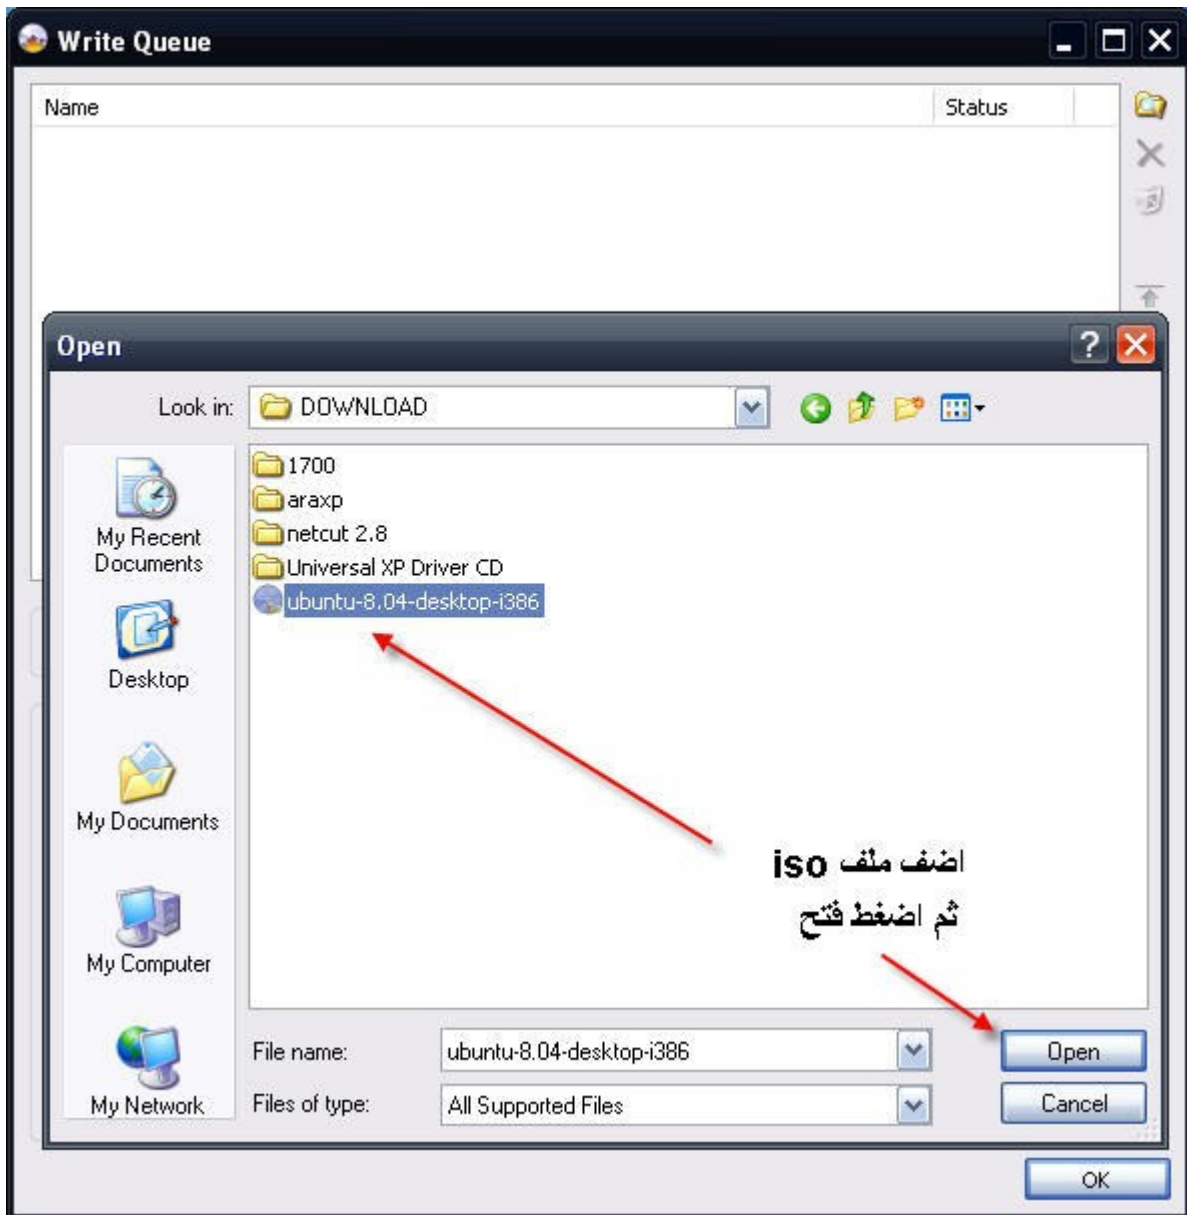 Write Queue
Name Status
Open
Look in: DOWNLOAD
1700
araxp
netcut 2.8
Universal XP Driver CD
ubuntu-8.04-desktop-i386
My Recent
Documents
Desktop
My Documents
My Computer
My Network
اضف ملف iso
ثم اضغط فتح
File name: ubuntu-8.04-desktop-i386 Open
Files of type: All Supported Files Cancel
OK